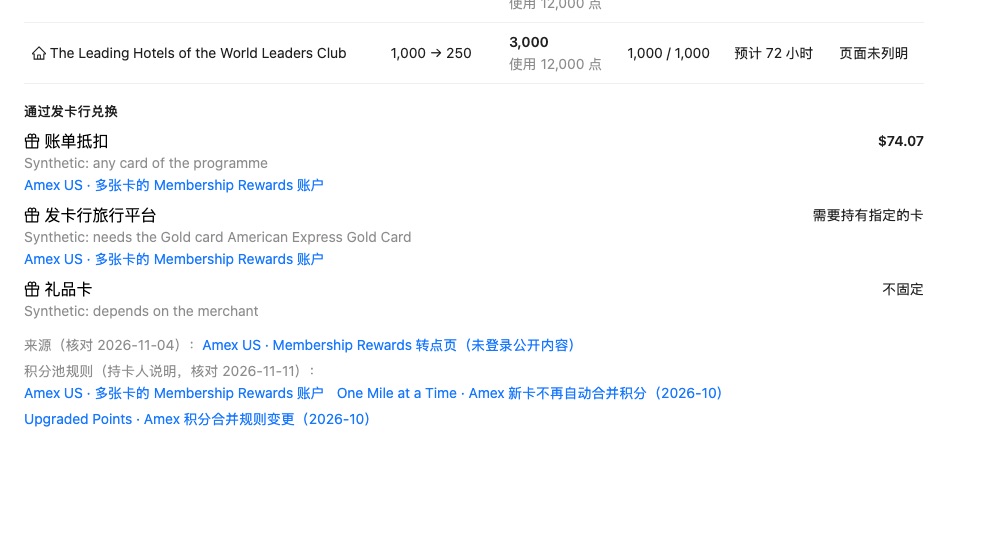 使用 12,000 点
The Leading Hotels of the World Leaders Club 1,000 → 250 3,000 1,000 / 1,000 预计 72 小时 页面未列明
使用 12,000 点
通过发卡行兑换
账单抵扣 $74.07
Synthetic: any card of the programme
Amex US · 多张卡的 Membership Rewards 账户
发卡行旅行平台 需要持有指定的卡
Synthetic: needs the Gold card American Express Gold Card
Amex US · 多张卡的 Membership Rewards 账户
礼品卡 不固定
Synthetic: depends on the merchant
来源（核对 2026-11-04）： Amex US · Membership Rewards 转点页（未登录公开内容）
积分池规则（持卡人说明，核对 2026-11-11）：
Amex US · 多张卡的 Membership Rewards 账户 One Mile at a Time · Amex 新卡不再自动合并积分（2026-10）
Upgraded Points · Amex 积分合并规则变更（2026-10）